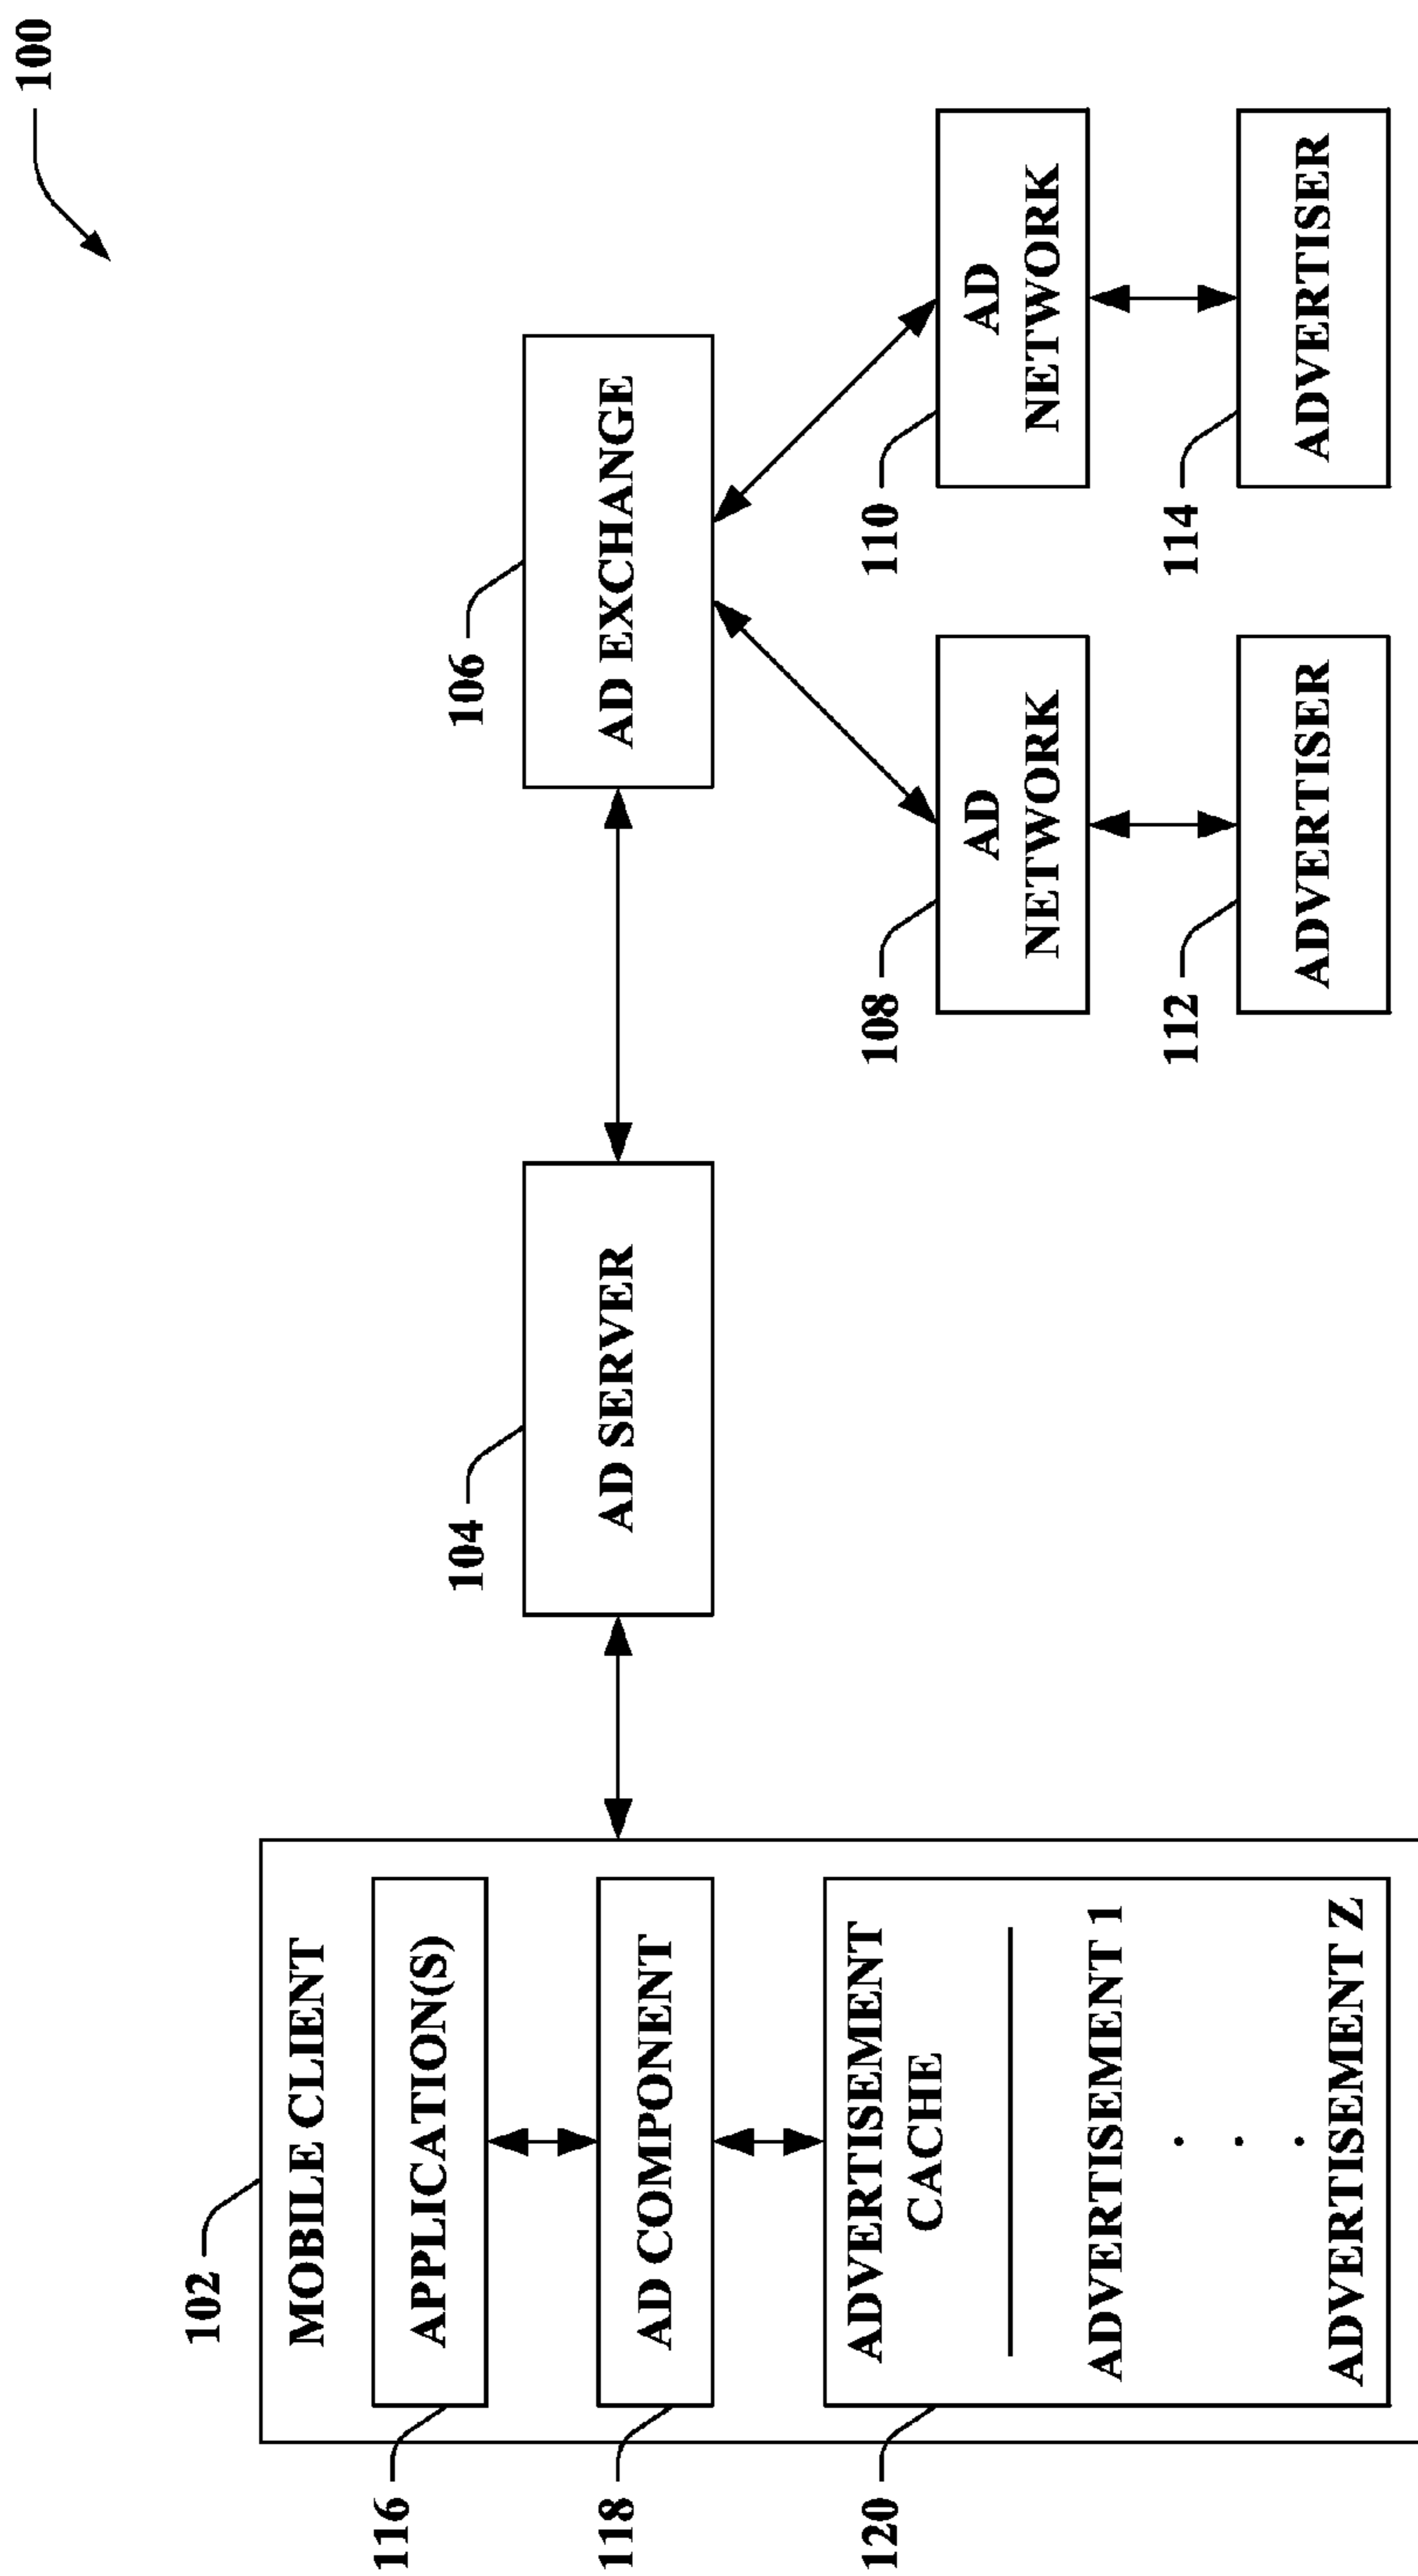 100
102
MOBILE CLIENT
116
APPLICATION(S)
118
AD COMPONENT
120
ADVERTISEMENT
CACHE
ADVERTISEMENT 1
.
.
.
ADVERTISEMENT Z
104
AD SERVER
106
AD EXCHANGE
108
AD
NETWORK
110
AD
NETWORK
112
ADVERTISER
114
ADVERTISER